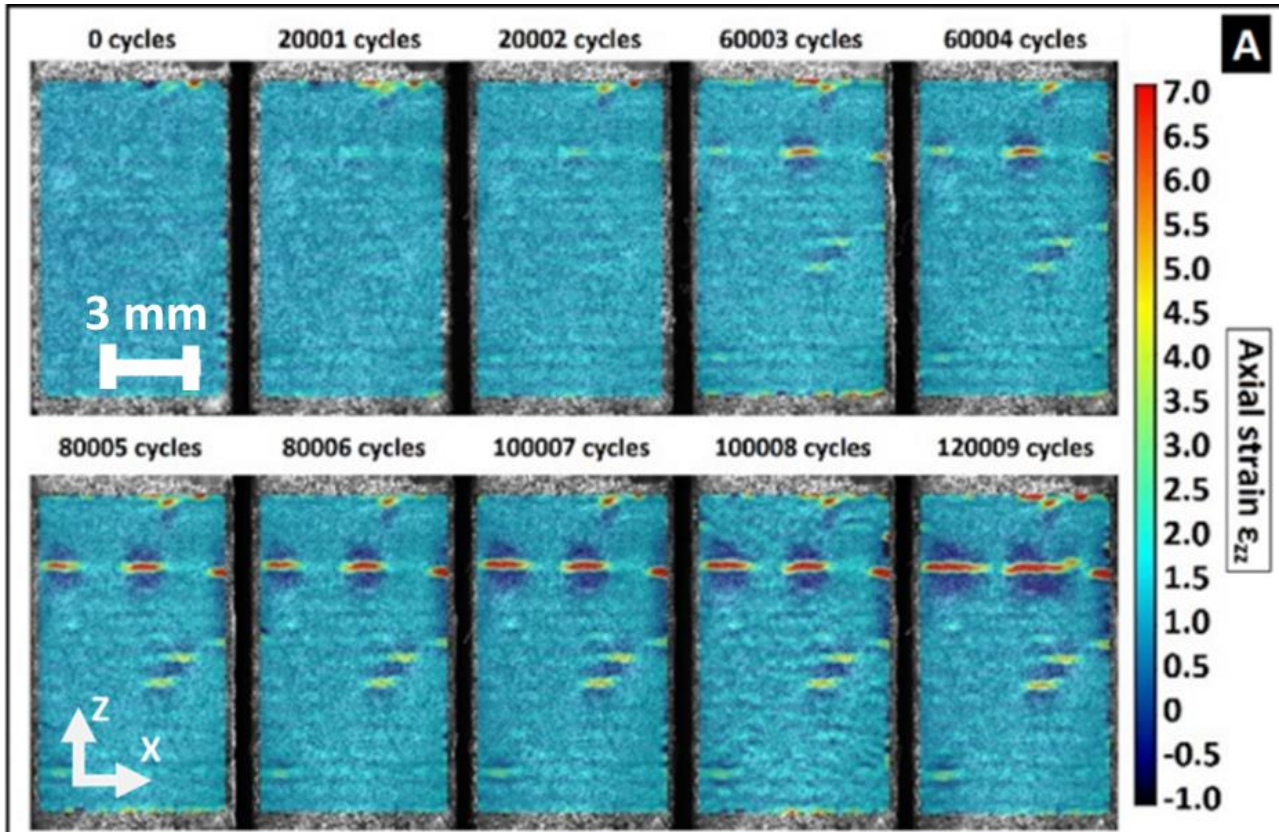 A
0 cycles 20001 cycles 20002 cycles 60003 cycles 60004 cycles
3 mm
80005 cycles 80006 cycles 100007 cycles 100008 cycles 120009 cycles
Z
X
7.0
6.5
6.0
5.5
5.0
4.5
4.0
3.5
3.0
2.5
2.0
1.5
1.0
0.5
0
-0.5
-1.0
Axial strain εzz